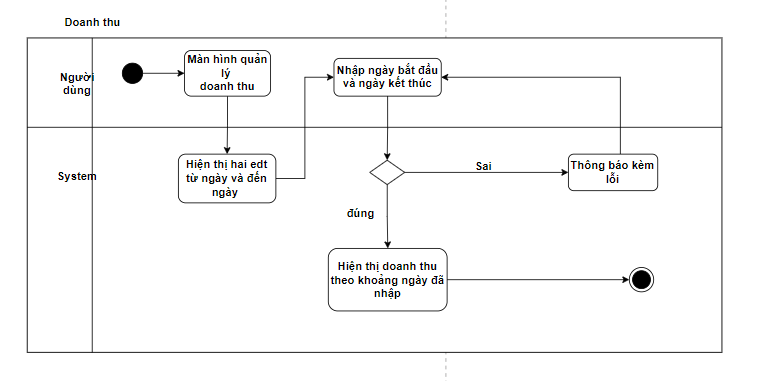 Doanh thu
Người
dùng
Màn hình quản
lý
doanh thu
Nhập ngày bắt đầu
và ngày kết thúc
System
Hiện thị hai edt
từ ngày và đến
ngày
Sai
Thông báo kèm
lỗi
đúng
Hiện thị doanh thu
theo khoảng ngày đã
nhập